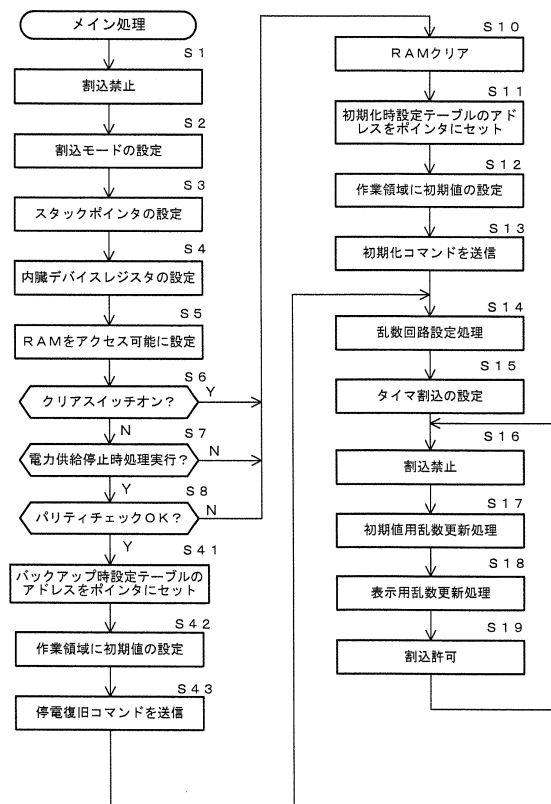 メイン処理
S1
割込禁止
S2
割込モードの設定
S3
スタックポインタの設定
S4
内臓デバイスレジスタの設定
S5
RAMをアクセス可能に設定
S6
クリアスイッチオン?
Y
N
S7
電力供給停止時処理実行?
N
Y
S8
パリティチェックOK?
N
Y
S41
バックアップ時設定テーブルの
アドレスをポインタにセット
S42
作業領域に初期値の設定
S43
停電復旧コマンドを送信
S10
RAMクリア
S11
初期化時設定テーブルのアド
レスをポインタにセット
S12
作業領域に初期値の設定
S13
初期化コマンドを送信
S14
乱数回路設定処理
S15
タイマ割込の設定
S16
割込禁止
S17
初期値用乱数更新処理
S18
表示用乱数更新処理
S19
割込許可